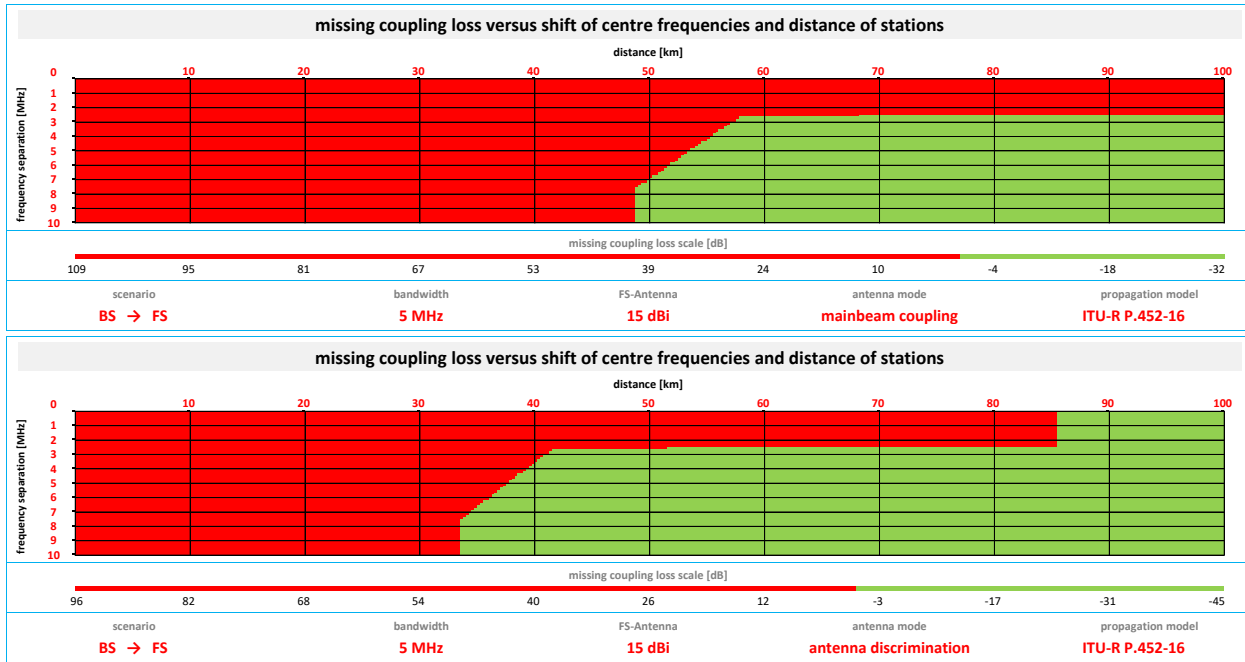 missing coupling loss versus shift of centre frequencies and distance of stations
distance [km]
0 10 20 30 40 50 60 70 80 90 100
frequency separation [MHz]
1
2
3
4
5
6
7
8
9
10
missing coupling loss scale [dB]
109 95 81 67 53 39 24 10 -4 -18 -32
scenario bandwidth FS-Antenna antenna mode propagation model
BS → FS 5 MHz 15 dBi mainbeam coupling ITU-R P.452-16
missing coupling loss versus shift of centre frequencies and distance of stations
distance [km]
0 10 20 30 40 50 60 70 80 90 100
frequency separation [MHz]
1
2
3
4
5
6
7
8
9
10
missing coupling loss scale [dB]
96 82 68 54 40 26 12 -3 -17 -31 -45
scenario bandwidth FS-Antenna antenna mode propagation model
BS → FS 5 MHz 15 dBi antenna discrimination ITU-R P.452-16